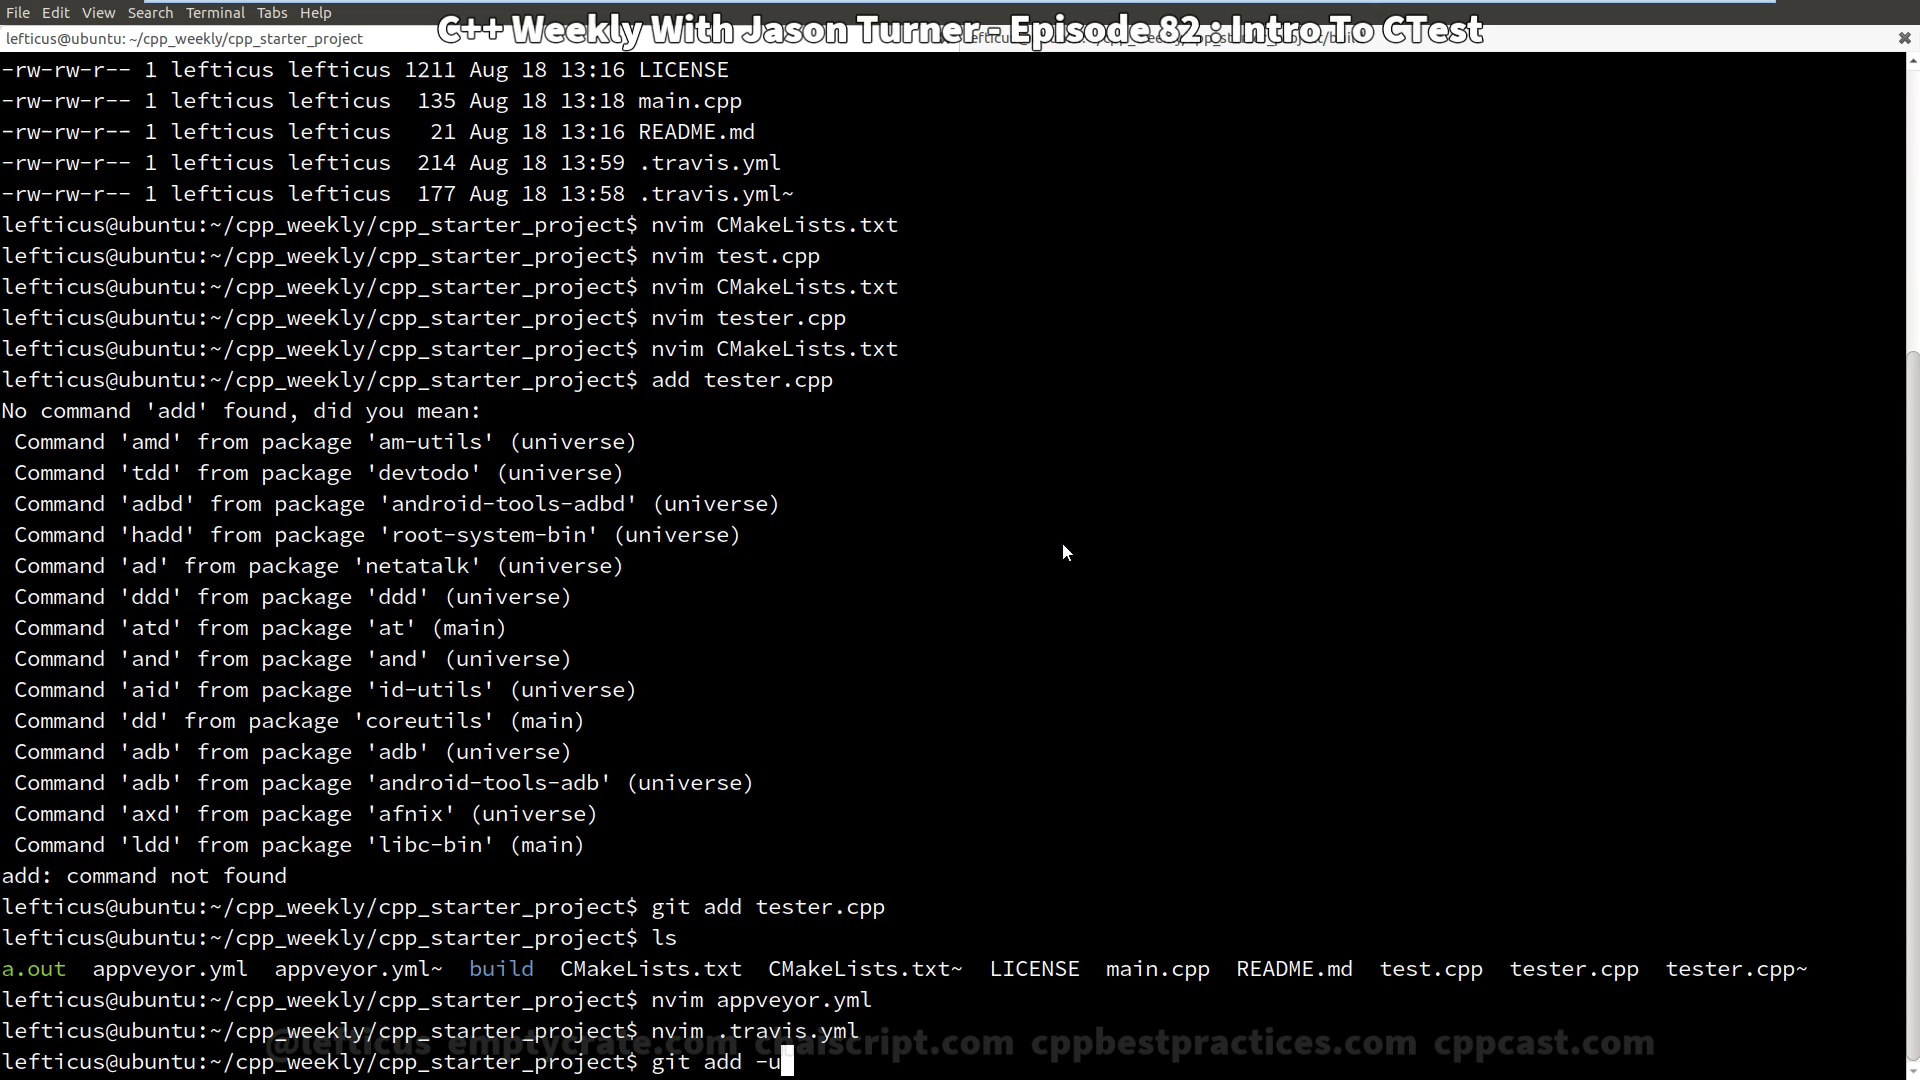 File Edit View Search Terminal Tabs Help
C++ Weekly With Jason Turner - Episode 82 : Intro To CTest
lefticus@ubuntu: ~/cpp_weekly/cpp_starter_project
-rw-rw-r-- 1 lefticus lefticus 1211 Aug 18 13:16 LICENSE
-rw-rw-r-- 1 lefticus lefticus  135 Aug 18 13:18 main.cpp
-rw-rw-r-- 1 lefticus lefticus   21 Aug 18 13:16 README.md
-rw-rw-r-- 1 lefticus lefticus  214 Aug 18 13:59 .travis.yml
-rw-rw-r-- 1 lefticus lefticus  177 Aug 18 13:58 .travis.yml~
lefticus@ubuntu:~/cpp_weekly/cpp_starter_project$ nvim CMakeLists.txt
lefticus@ubuntu:~/cpp_weekly/cpp_starter_project$ nvim test.cpp
lefticus@ubuntu:~/cpp_weekly/cpp_starter_project$ nvim CMakeLists.txt
lefticus@ubuntu:~/cpp_weekly/cpp_starter_project$ nvim tester.cpp
lefticus@ubuntu:~/cpp_weekly/cpp_starter_project$ nvim CMakeLists.txt
lefticus@ubuntu:~/cpp_weekly/cpp_starter_project$ add tester.cpp
No command 'add' found, did you mean:
 Command 'amd' from package 'am-utils' (universe)
 Command 'tdd' from package 'devtodo' (universe)
 Command 'adbd' from package 'android-tools-adbd' (universe)
 Command 'hadd' from package 'root-system-bin' (universe)
 Command 'ad' from package 'netatalk' (universe)
 Command 'ddd' from package 'ddd' (universe)
 Command 'atd' from package 'at' (main)
 Command 'and' from package 'and' (universe)
 Command 'aid' from package 'id-utils' (universe)
 Command 'dd' from package 'coreutils' (main)
 Command 'adb' from package 'adb' (universe)
 Command 'adb' from package 'android-tools-adb' (universe)
 Command 'axd' from package 'afnix' (universe)
 Command 'ldd' from package 'libc-bin' (main)
add: command not found
lefticus@ubuntu:~/cpp_weekly/cpp_starter_project$ git add tester.cpp
lefticus@ubuntu:~/cpp_weekly/cpp_starter_project$ ls
a.out  appveyor.yml  appveyor.yml~  build  CMakeLists.txt  CMakeLists.txt~  LICENSE  main.cpp  README.md  test.cpp  tester.cpp  tester.cpp~
lefticus@ubuntu:~/cpp_weekly/cpp_starter_project$ nvim appveyor.yml
lefticus@ubuntu:~/cpp_weekly/cpp_starter_project$ nvim .travis.yml
@lefticus emptycrate.com chaiscript.com cppbestpractices.com cppcast.com
lefticus@ubuntu:~/cpp_weekly/cpp_starter_project$ git add -u